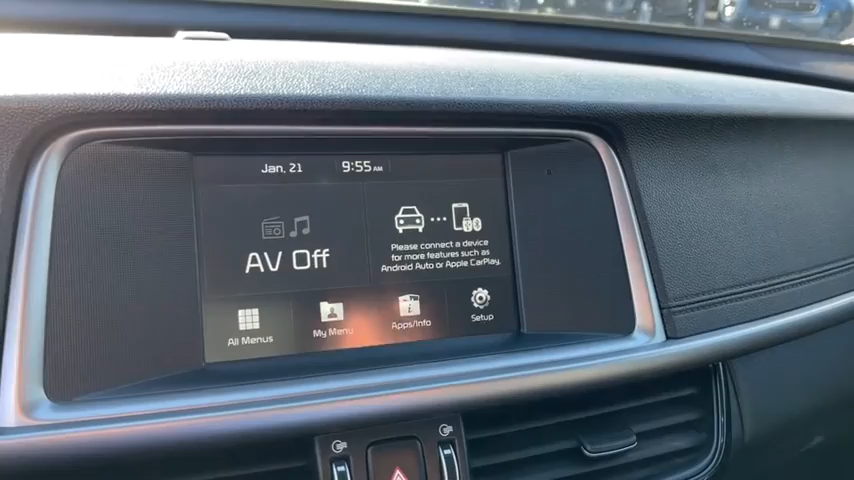 Jan, 21
9:55 AM
AV Off
Please connect a device
for more features such as
Android Auto or Apple CarPlay.
All Menus
My Menu
Apps/Info
Setup